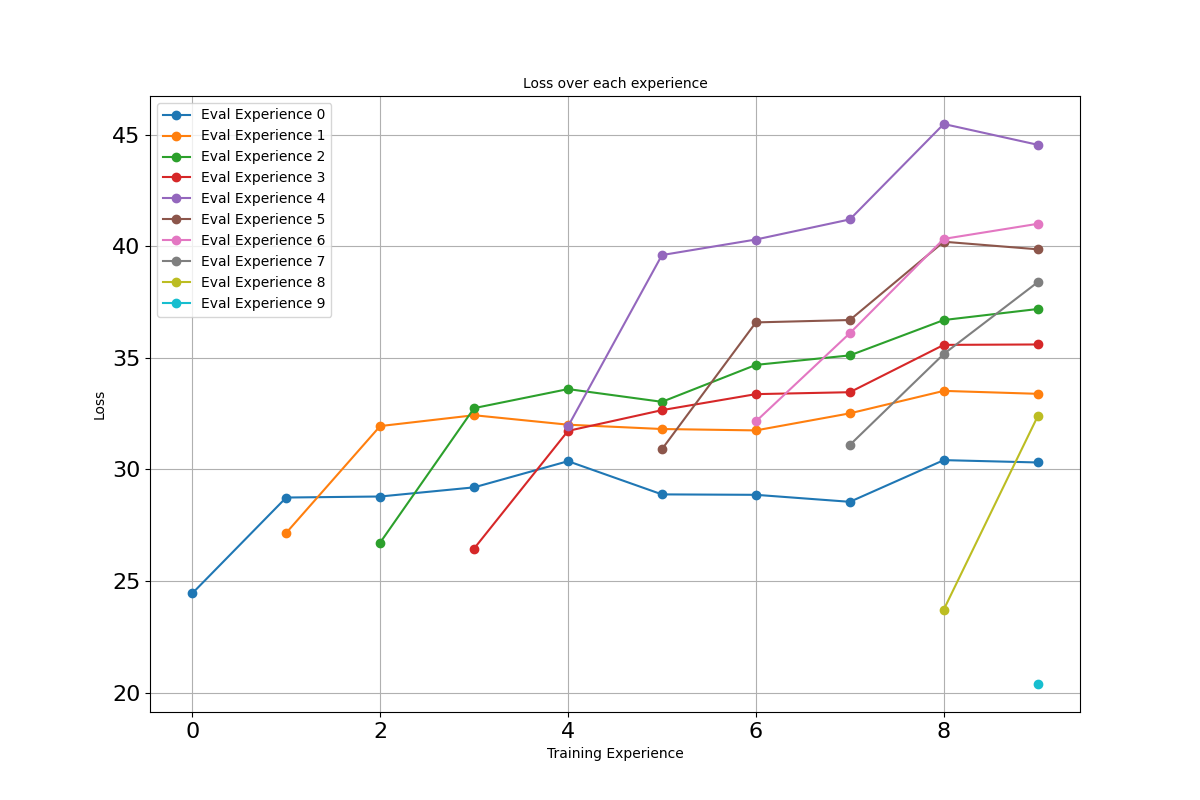 Loss over each experience
Eval Experience 0
Eval Experience 1
Eval Experience 2
Eval Experience 3
Eval Experience 4
Eval Experience 5
Eval Experience 6
Eval Experience 7
Eval Experience 8
Eval Experience 9
45
40
35
30
25
20
Loss
0 2 4 6 8
Training Experience